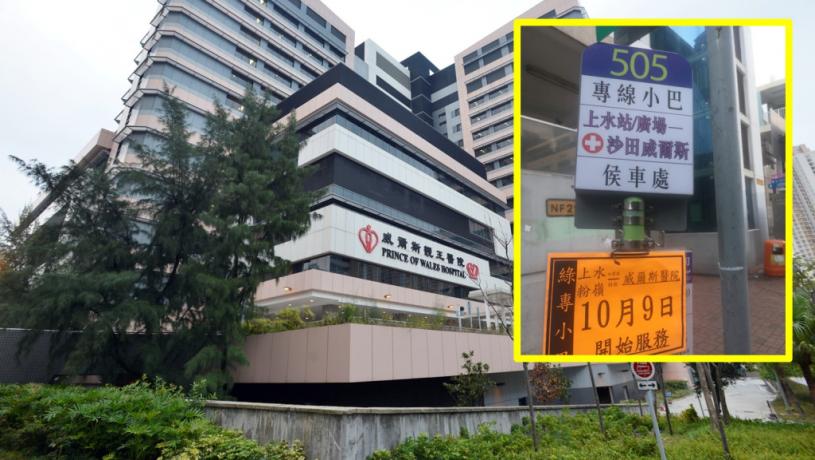 威爾斯親王醫院
PRINCE OF WALES HOSPITAL
505
專線小巴
上水站/廣場—
沙田威爾斯
侯車處
NF2
綠專小
上水
粉嶺
威爾斯醫院
10月9日
開始服務